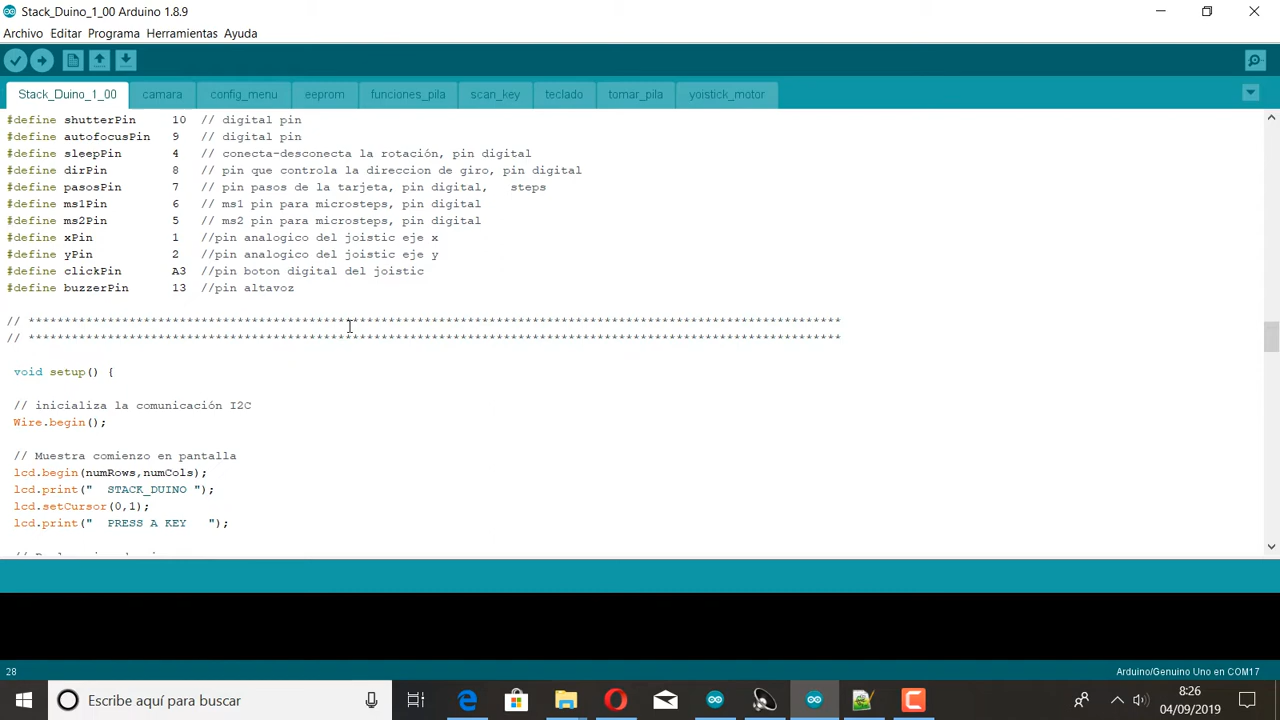 Stack_Duino_1_00 Arduino 1.8.9
Archivo Editar Programa Herramientas Ayuda
Stack_Duino_1_00 camara config_menu eeprom funciones_pila scan_key teclado tomar_pila yoistick_motor
#define shutterPin 10 // digital pin
#define autofocusPin 9 // digital pin
#define sleepPin 4 // conecta-desconecta la rotación, pin digital
#define dirPin 8 // pin que controla la direccion de giro, pin digital
#define pasosPin 7 // pin pasos de la tarjeta, pin digital, steps
#define ms1Pin 6 // ms1 pin para microsteps, pin digital
#define ms2Pin 5 // ms2 pin para microsteps, pin digital
#define xPin 1 //pin analogico del joistic eje x
#define yPin 2 //pin analogico del joistic eje y
#define clickPin A3 //pin boton digital del joistic
#define buzzerPin 13 //pin altavoz
// *****************************************************************************************************************
// *****************************************************************************************************************
void setup() {
// inicializa la comunicación I2C
Wire.begin();
// Muestra comienzo en pantalla
lcd.begin(numRows,numCols);
lcd.print("  STACK_DUINO ");
lcd.setCursor(0,1);
lcd.print("  PRESS A KEY   ");
28
Arduino/Genuino Uno en COM17
Escribe aquí para buscar
8:26
04/09/2019